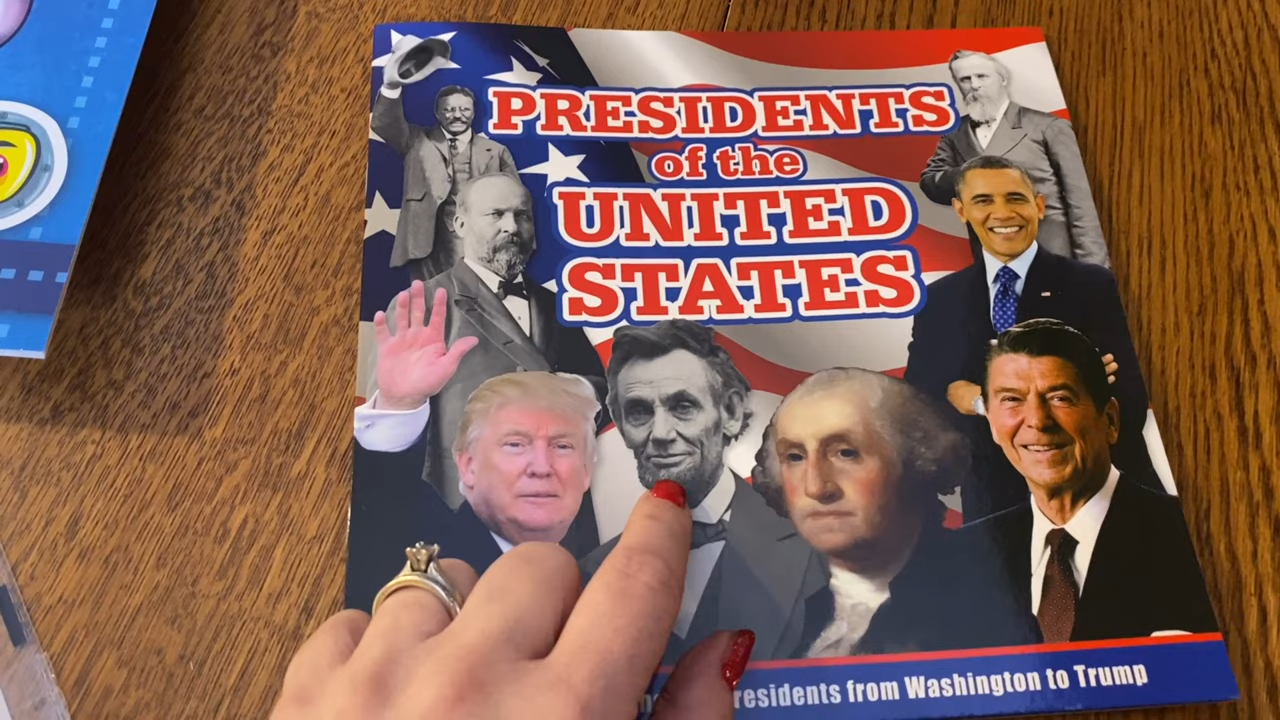 PRESIDENTS
of the
UNITED
STATES
residents from Washington to Trump